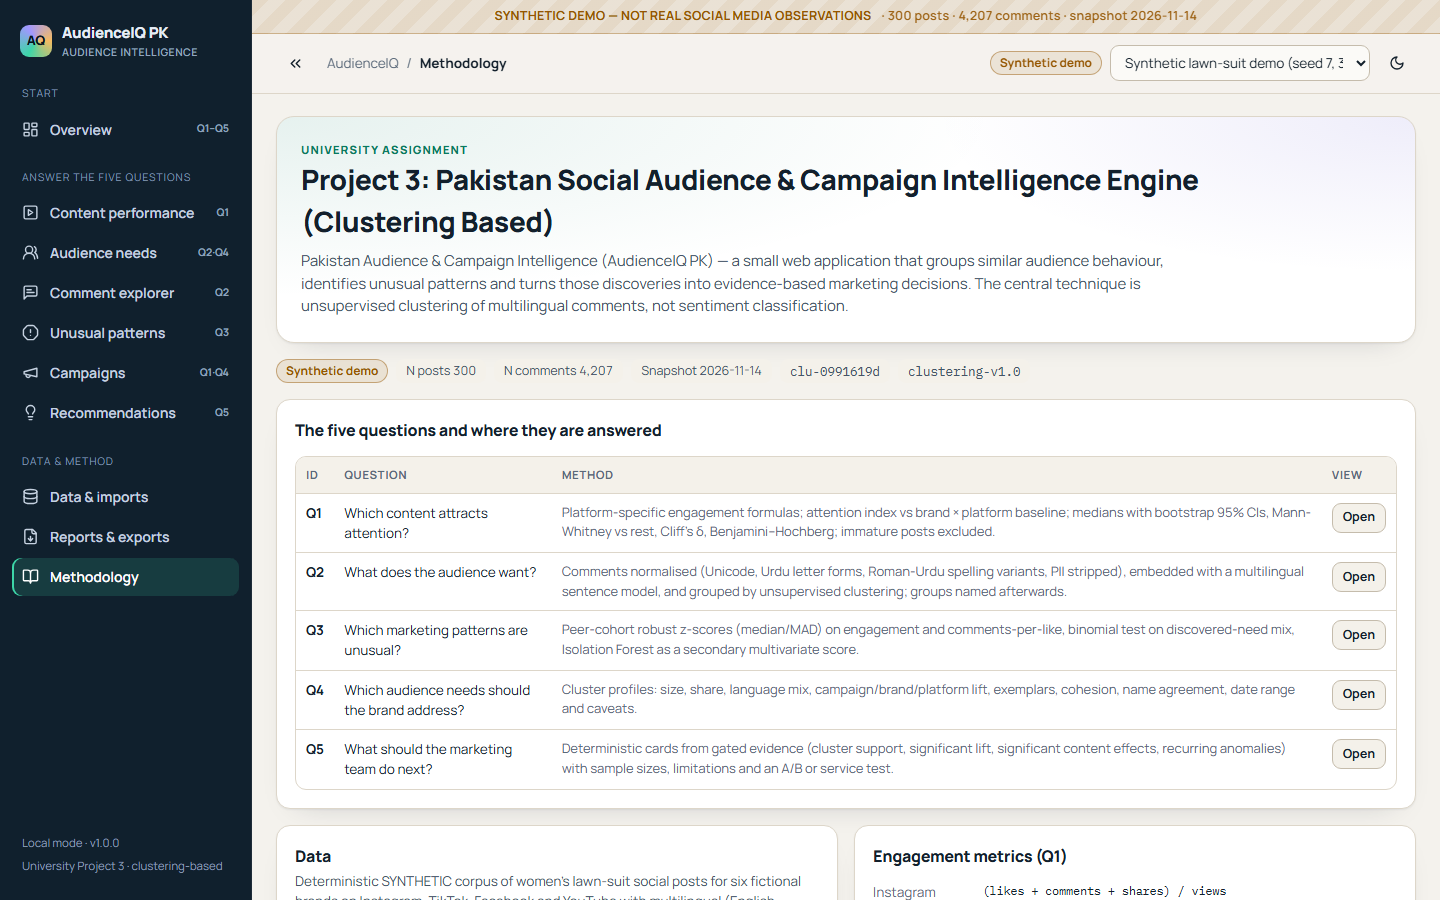 AQ
AudienceIQ PK
AUDIENCE INTELLIGENCE
START
Overview Q1–Q5
ANSWER THE FIVE QUESTIONS
Content performance Q1
Audience needs Q2·Q4
Comment explorer Q2
Unusual patterns Q3
Campaigns Q1·Q4
Recommendations Q5
DATA & METHOD
Data & imports
Reports & exports
Methodology
Local mode · v1.0.0
University Project 3 · clustering-based
SYNTHETIC DEMO — NOT REAL SOCIAL MEDIA OBSERVATIONS · 300 posts · 4,207 comments · snapshot 2026-11-14
AudienceIQ / Methodology
Synthetic demo
Synthetic lawn-suit demo (seed 7, 3
UNIVERSITY ASSIGNMENT
Project 3: Pakistan Social Audience & Campaign Intelligence Engine
(Clustering Based)
Pakistan Audience & Campaign Intelligence (AudienceIQ PK) — a small web application that groups similar audience behaviour,
identifies unusual patterns and turns those discoveries into evidence-based marketing decisions. The central technique is
unsupervised clustering of multilingual comments, not sentiment classification.
Synthetic demo N posts 300 N comments 4,207 Snapshot 2026-11-14 clu-0991619d clustering-v1.0
The five questions and where they are answered
ID QUESTION METHOD VIEW
Q1 Which content attracts attention? Platform-specific engagement formulas; attention index vs brand × platform baseline; medians with bootstrap 95% CIs, Mann-
Whitney vs rest, Cliff's δ, Benjamini–Hochberg; immature posts excluded. Open
Q2 What does the audience want? Comments normalised (Unicode, Urdu letter forms, Roman-Urdu spelling variants, PII stripped), embedded with a multilingual
sentence model, and grouped by unsupervised clustering; groups named afterwards. Open
Q3 Which marketing patterns are unusual? Peer-cohort robust z-scores (median/MAD) on engagement and comments-per-like, binomial test on discovered-need mix,
Isolation Forest as a secondary multivariate score. Open
Q4 Which audience needs should the brand address? Cluster profiles: size, share, language mix, campaign/brand/platform lift, exemplars, cohesion, name agreement, date range
and caveats. Open
Q5 What should the marketing team do next? Deterministic cards from gated evidence (cluster support, significant lift, significant content effects, recurring anomalies)
with sample sizes, limitations and an A/B or service test. Open
Data
Deterministic SYNTHETIC corpus of women's lawn-suit social posts for six fictional
brands on Instagram, TikTok, Facebook and YouTube with multilingual (English,
Engagement metrics (Q1)
Instagram (likes + comments + shares) / views